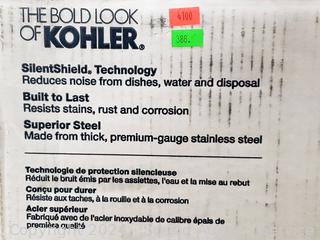 THE BOLD LOOK
OF KOHLER®
4100
386.
SilentShield® Technology
Reduces noise from dishes, water and disposal
Built to Last
Resists stains, rust and corrosion
Superior Steel
Made from thick, premium-gauge stainless steel
Technologie de protection silencieuse
Réduit le bruit émis par les assiettes, l'eau et la mise au rebut
Conçu pour durer
Résiste aux taches, à la rouille et à la corrosion
Acier supérieur
Fabriqué avec de l'acier inoxydable de calibre épais de
première qualité